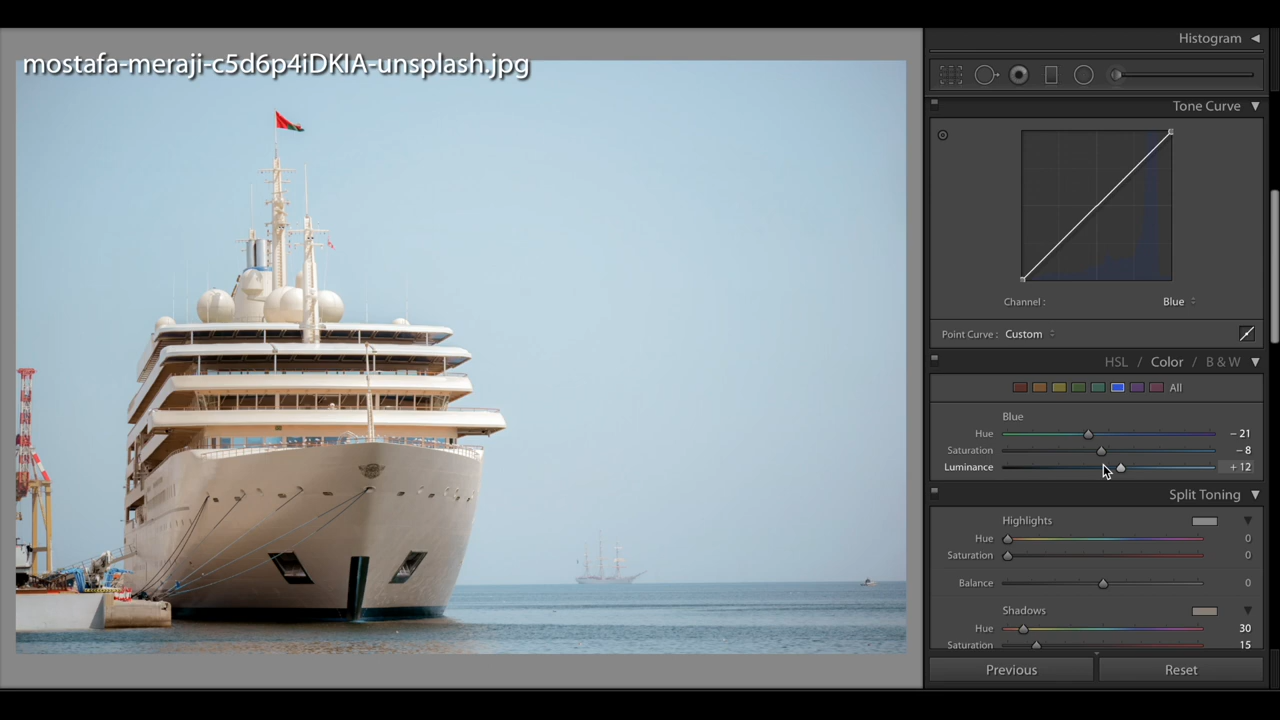 mostafa-meraji-c5d6p4iDKIA-unsplash.jpg
Histogram
Tone Curve
Channel : Blue
Point Curve : Custom
HSL / Color / B & W
All
Blue
Hue - 21
Saturation - 8
Luminance + 12
Split Toning
Highlights
Hue 0
Saturation 0
Balance 0
Shadows
Hue 30
Saturation 15
Previous Reset